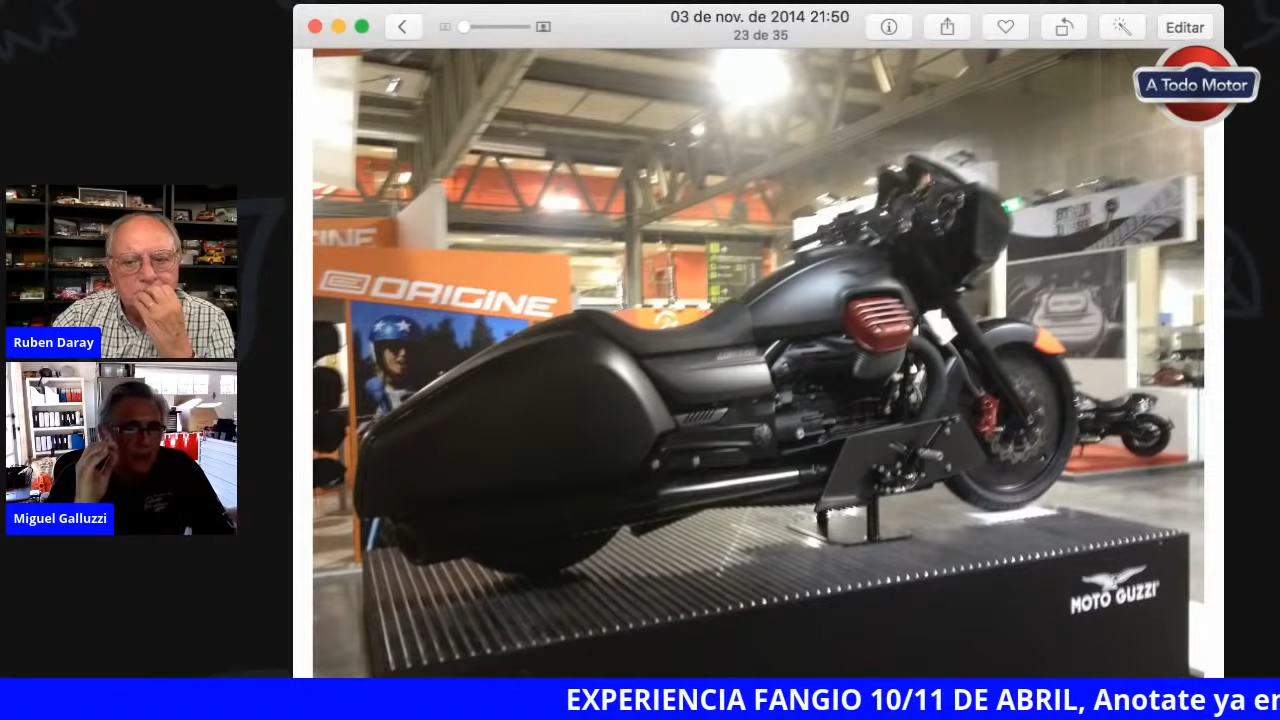 03 de nov. de 2014 21:50
23 de 35
Editar
A Todo Motor
ORIGINE
Ruben Daray
Miguel Galluzzi
MOTO GUZZI
EXPERIENCIA FANGIO 10/11 DE ABRIL, Anotate ya en